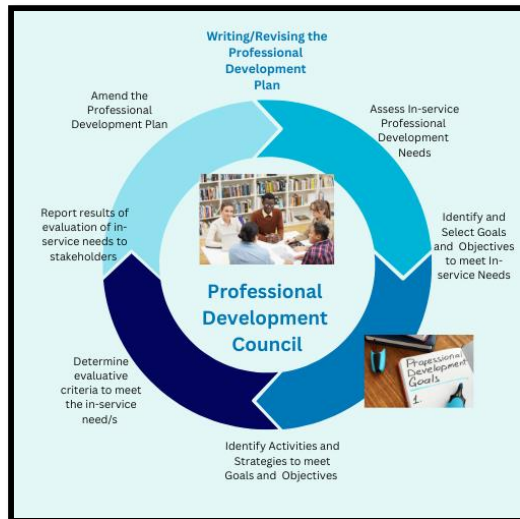 Writing/Revising the
Professional
Development
Plan
Assess In-service
Professional
Development
Needs
Identify and
Select Goals
and Objectives
to meet In-
service Needs
Professional
Development
Goals
1
Identify Activities and
Strategies to meet
Goals and Objectives
Determine
evaluative
criteria to meet
the in-service
need/s
Report results of
evaluation of in-
service needs to
stakeholders
Amend the
Professional
Development Plan
Professional
Development
Council